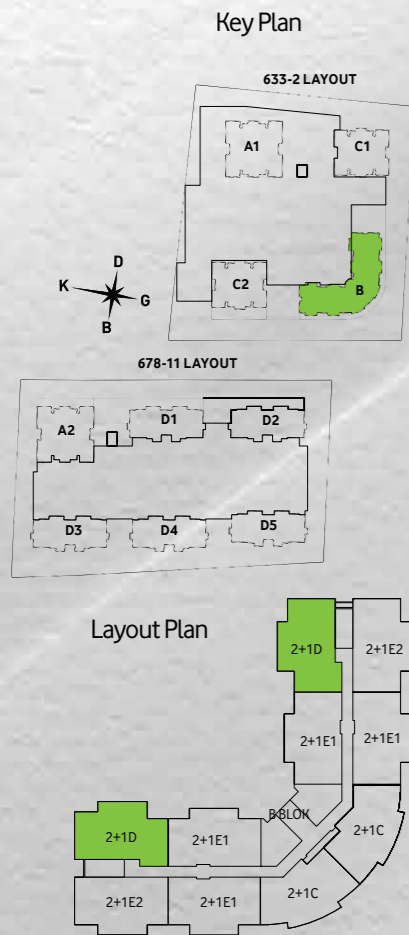 Key Plan
633-2 LAYOUT
A1
C1
D
K
G
B
C2
B
678-11 LAYOUT
A2
D1
D2
D3
D4
D5
Layout Plan
2+1D
2+1E2
2+1E1
2+1E1
B BLOK
2+1D
2+1E1
2+1C
2+1C
2+1E2
2+1E1